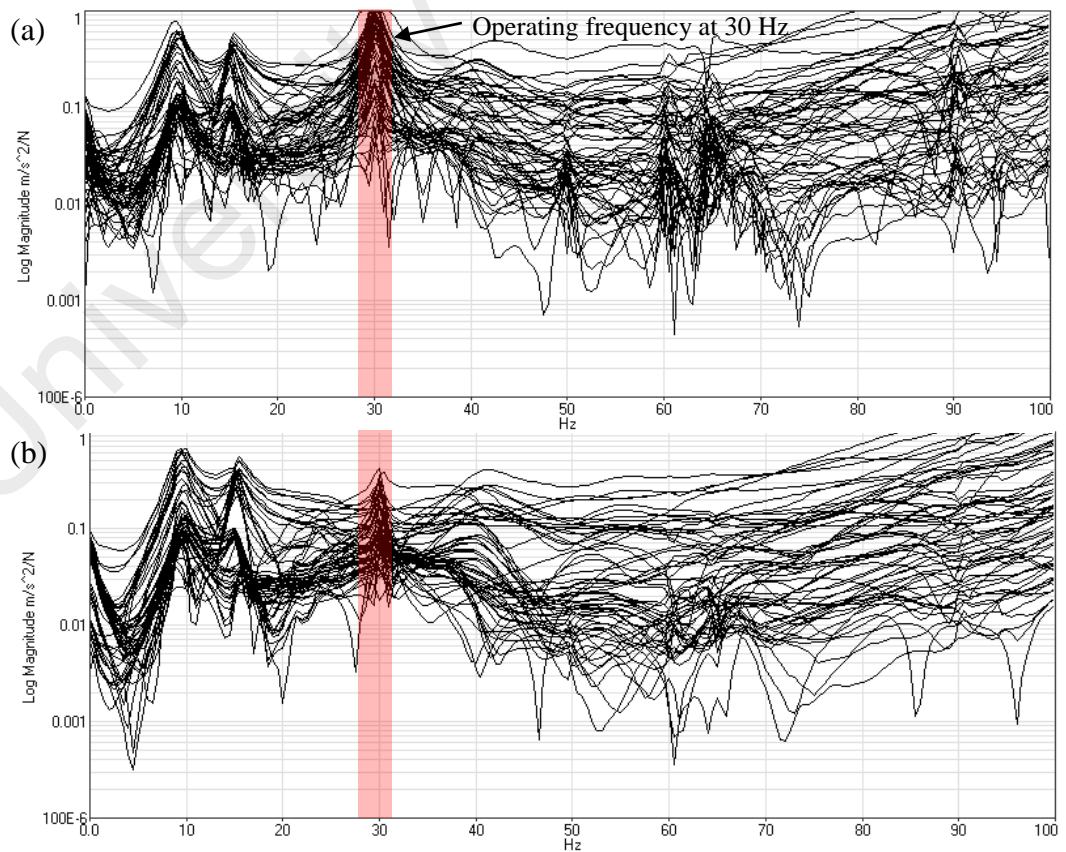 (a)
Operating frequency at 30 Hz
Log Magnitude m/s^2/N
1
0.1
0.01
0.001
100E-6
0.0 10 20 30 40 50 60 70 80 90 100
Hz
(b)
Log Magnitude m/s^2/N
1
0.1
0.01
0.001
100E-6
0.0 10 20 30 40 50 60 70 80 90 100
Hz
University